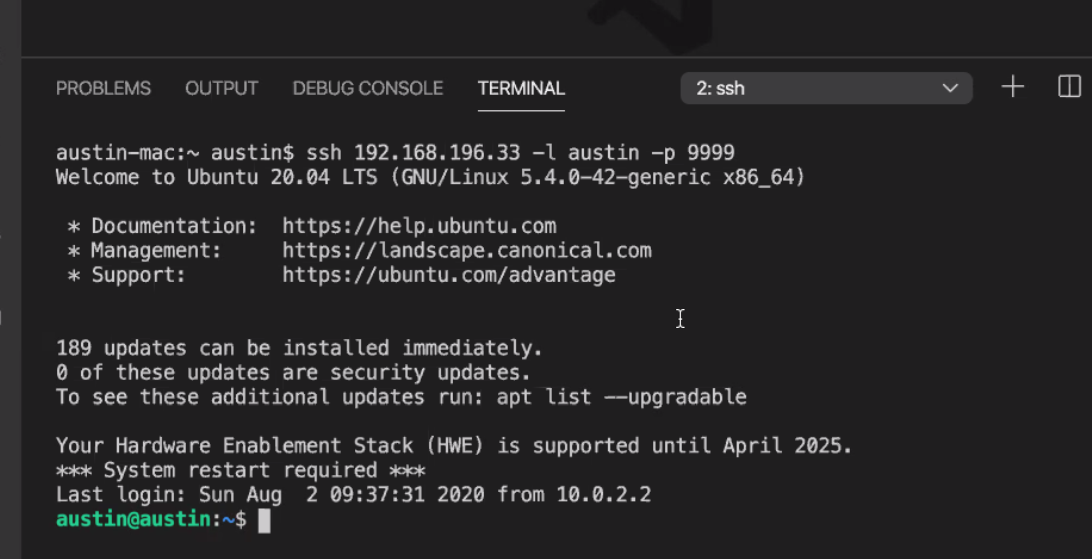 PROBLEMS OUTPUT DEBUG CONSOLE TERMINAL 2: ssh
austin-mac:~ austin$ ssh 192.168.196.33 -l austin -p 9999
Welcome to Ubuntu 20.04 LTS (GNU/Linux 5.4.0-42-generic x86_64)
* Documentation: https://help.ubuntu.com
* Management: https://landscape.canonical.com
* Support: https://ubuntu.com/advantage
189 updates can be installed immediately.
0 of these updates are security updates.
To see these additional updates run: apt list --upgradable
Your Hardware Enablement Stack (HWE) is supported until April 2025.
*** System restart required ***
Last login: Sun Aug  2 09:37:31 2020 from 10.0.2.2
austin@austin:~$